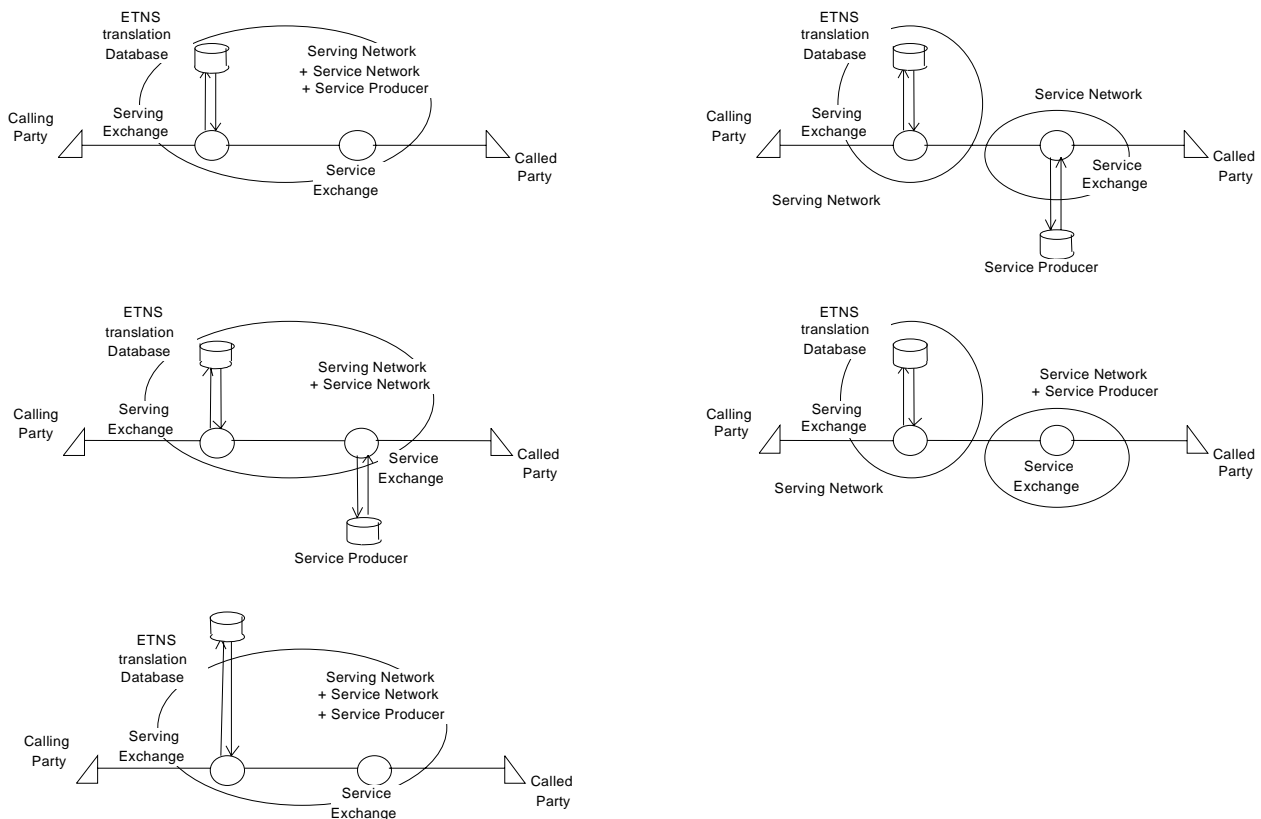 ETNS
translation
Database
Serving Network
+ Service Network
+ Service Producer
Calling
Party
Serving
Exchange
Service
Exchange
Called
Party
ETNS
translation
Database
Service Network
Calling
Party
Serving
Exchange
Service
Exchange
Called
Party
Serving Network
Service Producer
ETNS
translation
Database
Serving Network
+ Service Network
Calling
Party
Serving
Exchange
Service
Exchange
Called
Party
Service Producer
ETNS
translation
Database
Service Network
+ Service Producer
Calling
Party
Serving
Exchange
Service
Exchange
Called
Party
Serving Network
ETNS
translation
Database
Serving Network
+ Service Network
+ Service Producer
Calling
Party
Serving
Exchange
Service
Exchange
Called
Party